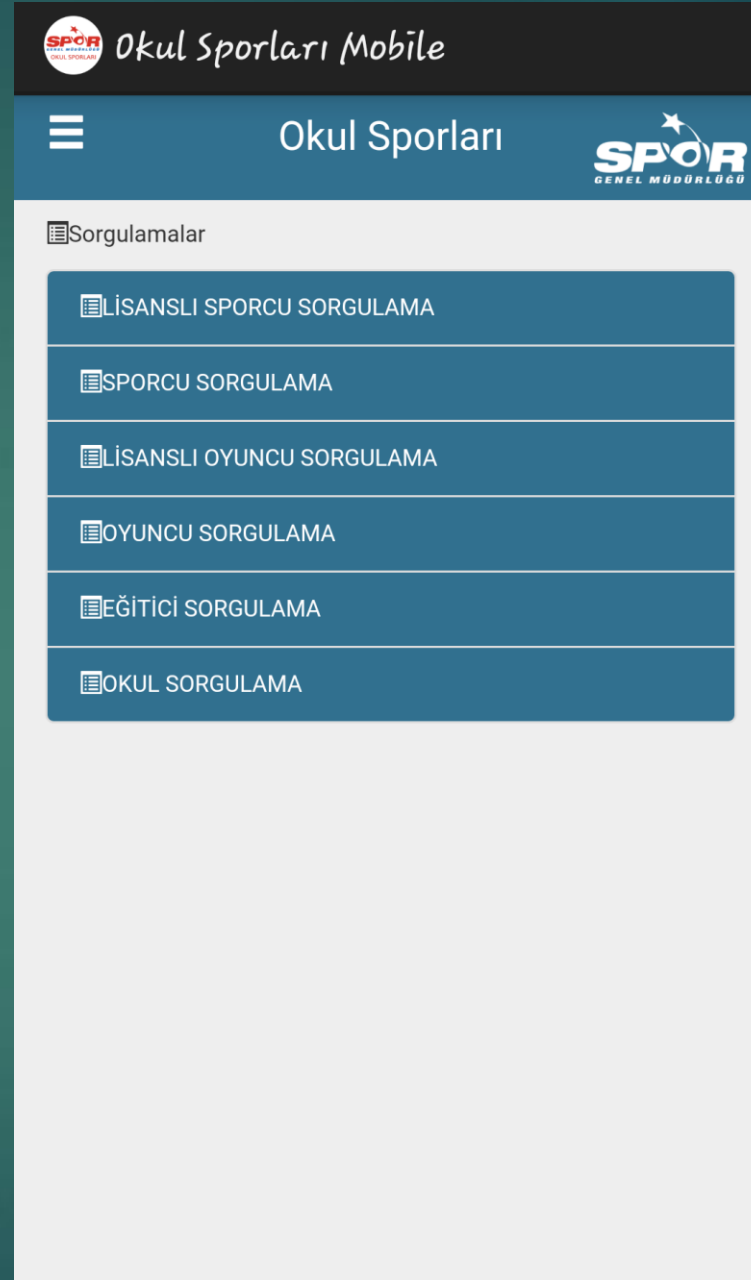 SPOR
GENEL MÜDÜRLÜĞÜ
OKUL SPORLARI
Okul Sporları Mobile
Okul Sporları
SPOR
GENEL MÜDÜRLÜĞÜ
Sorgulamalar
LİSANSLI SPORCU SORGULAMA
SPORCU SORGULAMA
LİSANSLI OYUNCU SORGULAMA
OYUNCU SORGULAMA
EĞİTİCİ SORGULAMA
OKUL SORGULAMA